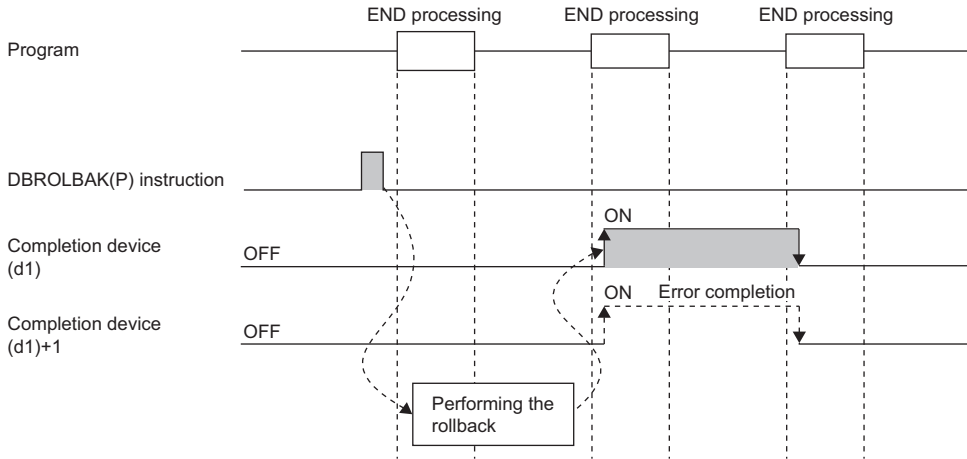 END processing END processing END processing
Program
DBROLBAK(P) instruction
ON
Completion device
(d1)
OFF
ON Error completion
Completion device
(d1)+1
OFF
Performing the
rollback